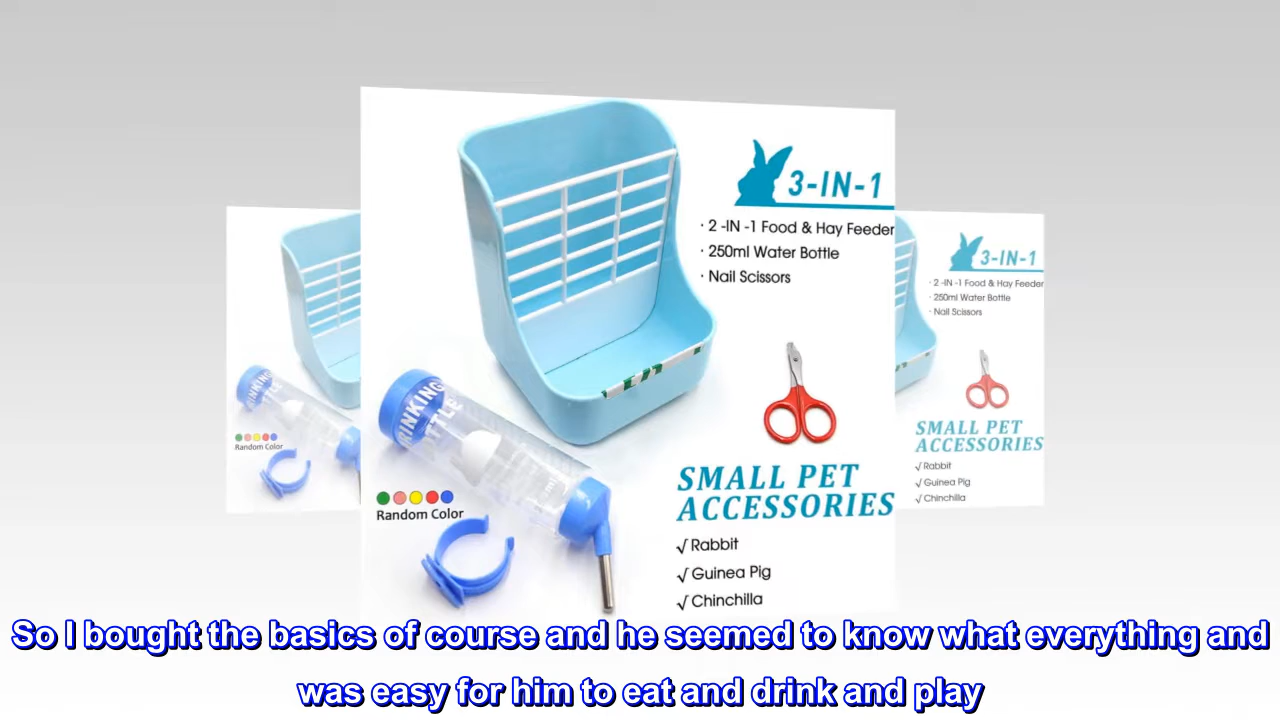 3-IN-1
· 2 -IN -1 Food & Hay Feeder
· 250ml Water Bottle
· Nail Scissors
DRINKING
BOTTLE
Random Color
SMALL PET
ACCESSORIES
√ Rabbit
√ Guinea Pig
√ Chinchilla
Random Color
3-IN-1
· 2 -IN -1 Food & Hay Feeder
· 250ml Water Bottle
· Nail Scissors
SMALL PET
ACCESSORIES
√ Rabbit
√ Guinea Pig
√ Chinchilla
So I bought the basics of course and he seemed to know what everything and
was easy for him to eat and drink and play